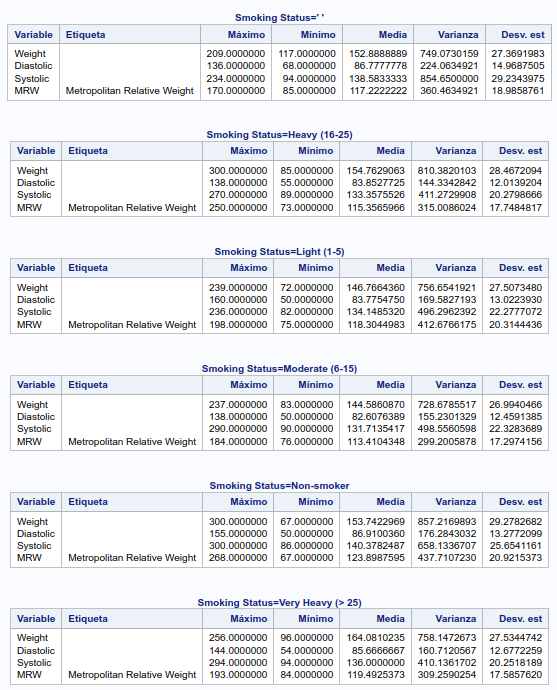 Smoking Status=' '
Variable Etiqueta Máximo Mínimo Media Varianza Desv. est
Weight 209.0000000 117.0000000 152.8888889 749.0730159 27.3691983
Diastolic 136.0000000 68.0000000 86.7777778 224.0634921 14.9687505
Systolic 234.0000000 94.0000000 138.5833333 854.6500000 29.2343975
MRW Metropolitan Relative Weight 170.0000000 85.0000000 117.2222222 360.4634921 18.9858761
Smoking Status=Heavy (16-25)
Variable Etiqueta Máximo Mínimo Media Varianza Desv. est
Weight 300.0000000 85.0000000 154.7629063 810.3820103 28.4672094
Diastolic 138.0000000 55.0000000 83.8527725 144.3342842 12.0139204
Systolic 270.0000000 89.0000000 133.3575526 411.2729908 20.2798666
MRW Metropolitan Relative Weight 250.0000000 73.0000000 115.3565966 315.0086024 17.7484817
Smoking Status=Light (1-5)
Variable Etiqueta Máximo Mínimo Media Varianza Desv. est
Weight 239.0000000 72.0000000 146.7664360 756.6541921 27.5073480
Diastolic 160.0000000 50.0000000 83.7754750 169.5827193 13.0223930
Systolic 236.0000000 82.0000000 134.1485320 496.2962392 22.2777072
MRW Metropolitan Relative Weight 198.0000000 75.0000000 118.3044983 412.6766175 20.3144436
Smoking Status=Moderate (6-15)
Variable Etiqueta Máximo Mínimo Media Varianza Desv. est
Weight 237.0000000 83.0000000 144.5860870 728.6785517 26.9940466
Diastolic 138.0000000 50.0000000 82.6076389 155.2301329 12.4591385
Systolic 290.0000000 90.0000000 131.7135417 498.5560598 22.3283689
MRW Metropolitan Relative Weight 184.0000000 76.0000000 113.4104348 299.2005878 17.2974156
Smoking Status=Non-smoker
Variable Etiqueta Máximo Mínimo Media Varianza Desv. est
Weight 300.0000000 67.0000000 153.7422969 857.2169893 29.2782682
Diastolic 155.0000000 50.0000000 86.9100360 176.2843032 13.2772099
Systolic 300.0000000 86.0000000 140.3782487 658.1336707 25.6541161
MRW Metropolitan Relative Weight 268.0000000 67.0000000 123.8987595 437.7107230 20.9215373
Smoking Status=Very Heavy (> 25)
Variable Etiqueta Máximo Mínimo Media Varianza Desv. est
Weight 256.0000000 96.0000000 164.0810235 758.1472673 27.5344742
Diastolic 144.0000000 54.0000000 85.6666667 160.7120567 12.6772259
Systolic 294.0000000 94.0000000 136.0000000 410.1361702 20.2518189
MRW Metropolitan Relative Weight 193.0000000 84.0000000 119.4925373 309.2590254 17.5857620